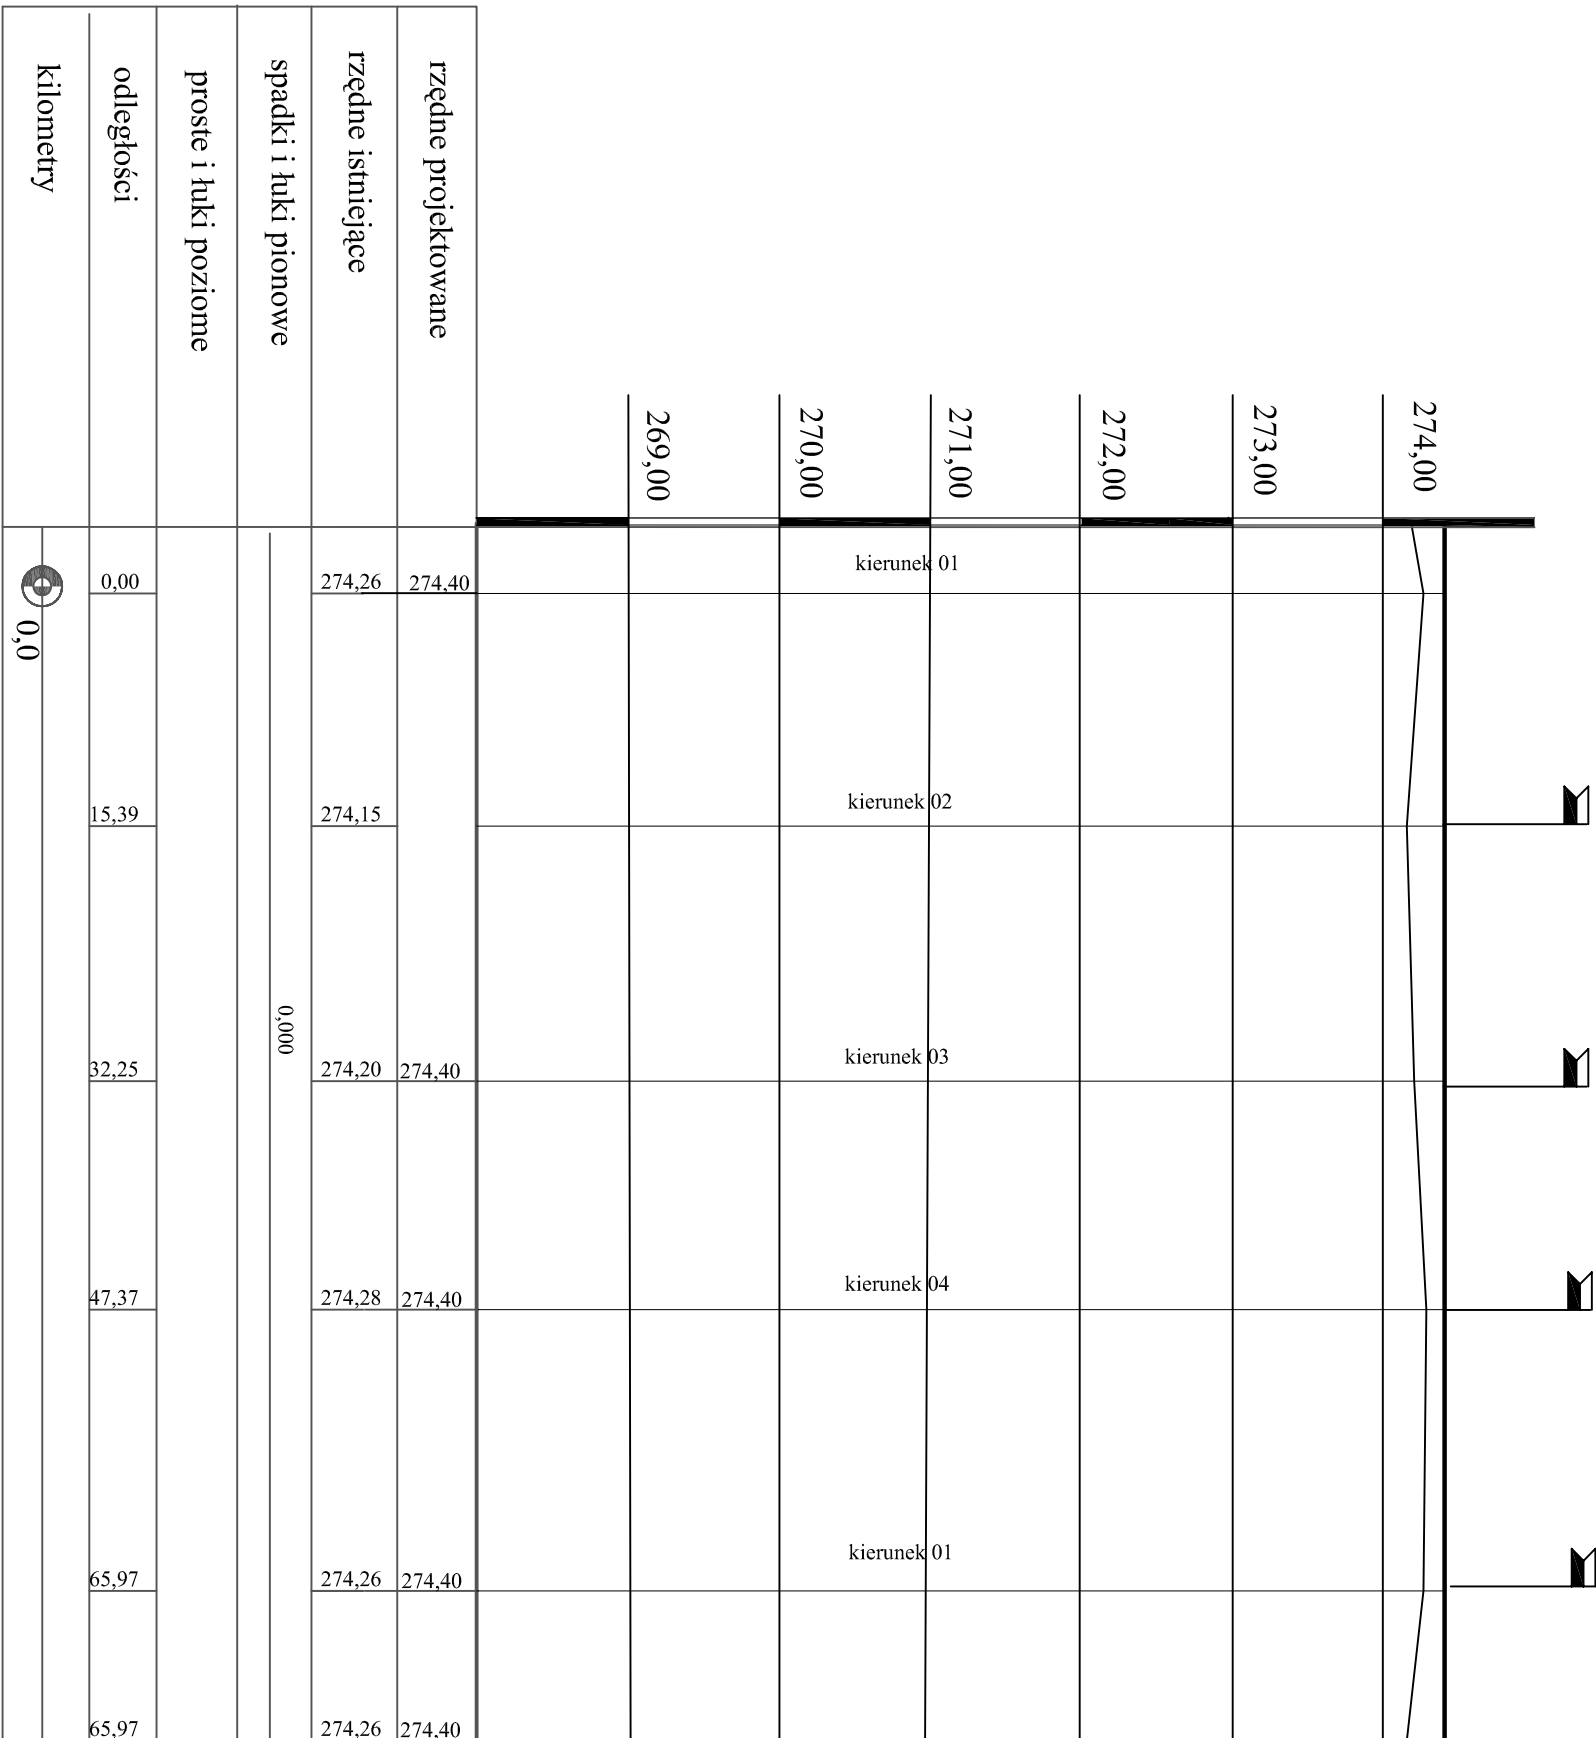 rzędne projektowane
rzędne istniejące
spadki i łuki pionowe
proste i łuki poziome
odległości
kilometry
274,00
273,00
272,00
271,00
270,00
269,00
kierunek 01
0,00
274,26
274,40
0,0
kierunek 02
15,39
274,15
0,000
kierunek 03
32,25
274,20
274,40
kierunek 04
47,37
274,28
274,40
kierunek 01
65,97
274,26
274,40
65,97
274,26
274,40